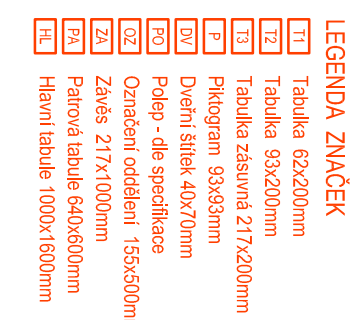 LEGENDA ZNAČEK
T1 Tabulka 62x200mm
T2 Tabulka 93x200mm
T3 Tabulka zásuvná 217x200mm
P Piktogram 93x93mm
DV Dveřní štítek 40x70mm
PO Polep - dle specifikace
OZ Označení oddělení 155x500m
ZA Závěs 217x1000mm
PA Patrová tabule 640x600mm
HL Hlavní tabule 1000x1600mm